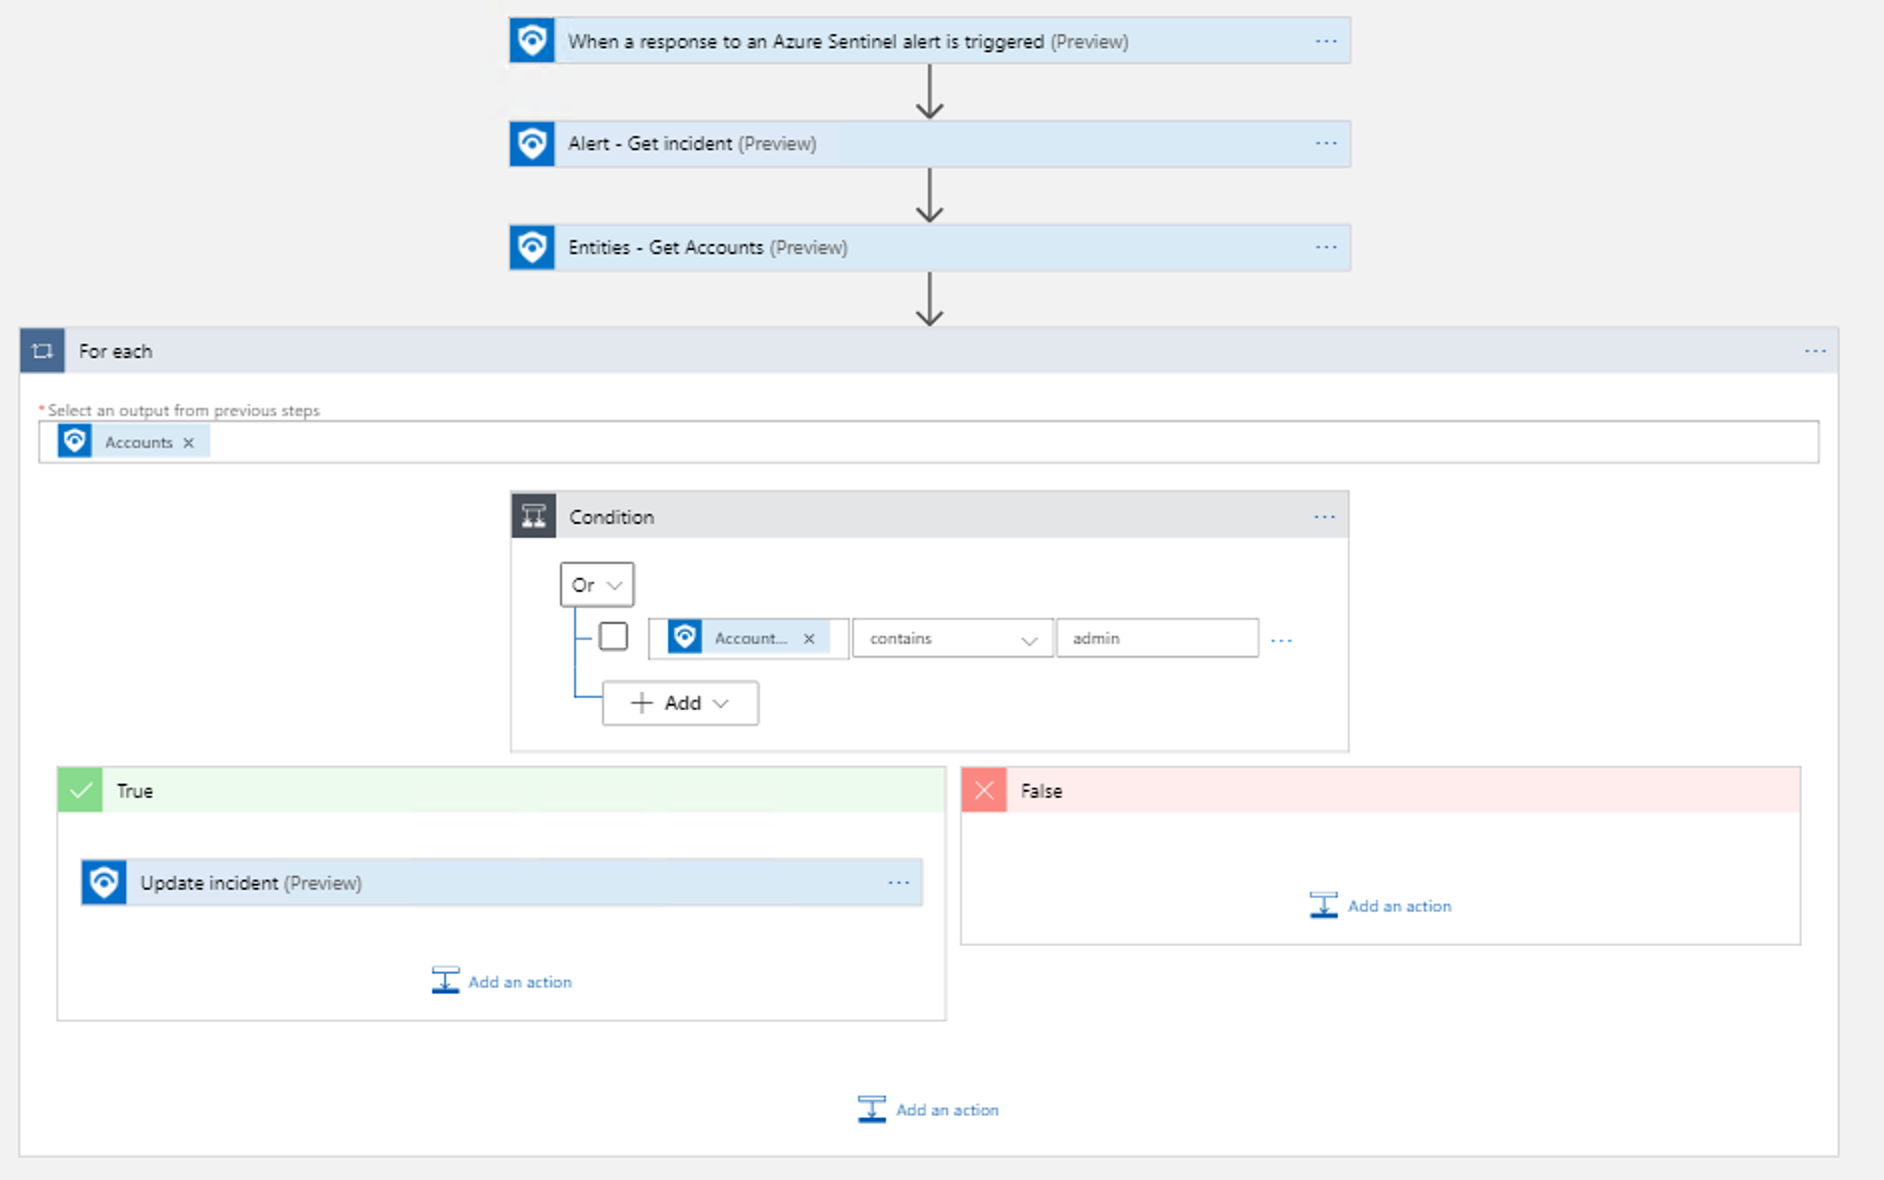 When a response to an Azure Sentinel alert is triggered (Preview)
Alert - Get incident (Preview)
Entities - Get Accounts (Preview)
For each
* Select an output from previous steps
Accounts ×
Condition
Or
Account... × contains admin
+ Add
True
False
Update incident (Preview)
Add an action
Add an action
Add an action